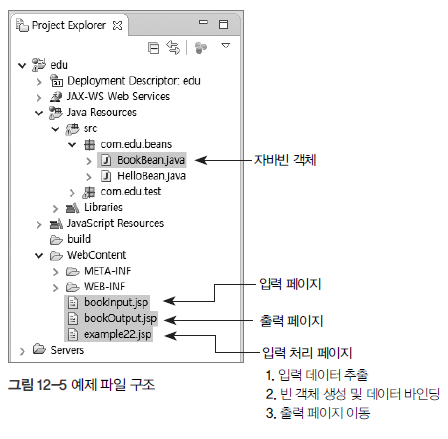 Project Explorer
edu
Deployment Descriptor: edu
JAX-WS Web Services
Java Resources
src
com.edu.beans
BookBean.java
자바빈 객체
HelloBean.java
com.edu.test
Libraries
JavaScript Resources
build
WebContent
META-INF
WEB-INF
bookInput.jsp
입력 페이지
bookOutput.jsp
출력 페이지
example22.jsp
Servers
입력 처리 페이지
1. 입력 데이터 추출
2. 빈 객체 생성 및 데이터 바인딩
3. 출력 페이지 이동
그림 12-5 예제 파일 구조